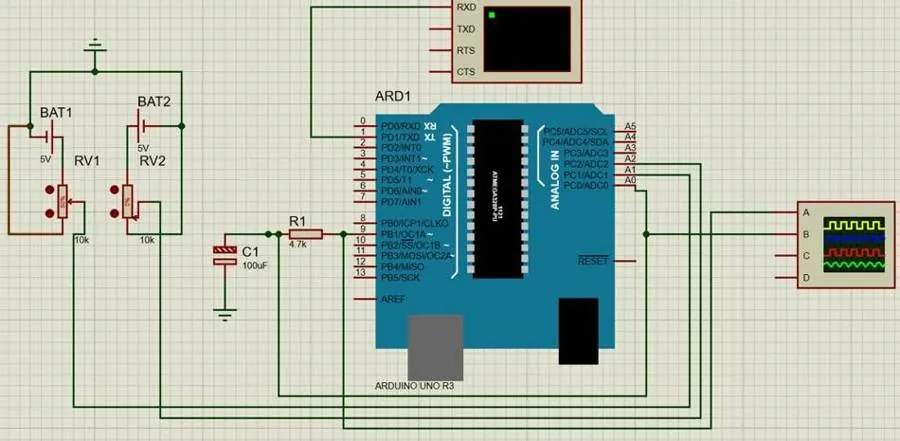 RXD
TXD
RTS
CTS
BAT1
5V
RV1
10k
BAT2
5V
RV2
10k
C1
100uF
R1
4.7k
ARD1
0
1
2
3
4
5
6
7
8
9
10
11
12
13
PD0/RXD
PD1/TXD
PD2/INT0
PD3/INT1
PD4/T0/XCK
PD5/T1
PD6/AIN0
PD7/AIN1
PB0/ICP1/CLKO
PB1/OC1A
PB2/SS/OC1B
PB3/MOSI/OC2A
PB4/MISO
PB5/SCK
AREF
RX
TX
DIGITAL (~PWM)
1121
ANALOG IN
PC5/ADC5/SCL
PC4/ADC4/SDA
PC3/ADC3
PC2/ADC2
PC1/ADC1
PC0/ADC0
A5
A4
A3
A2
A1
A0
RESET
ARDUINO UNO R3
A
B
C
D